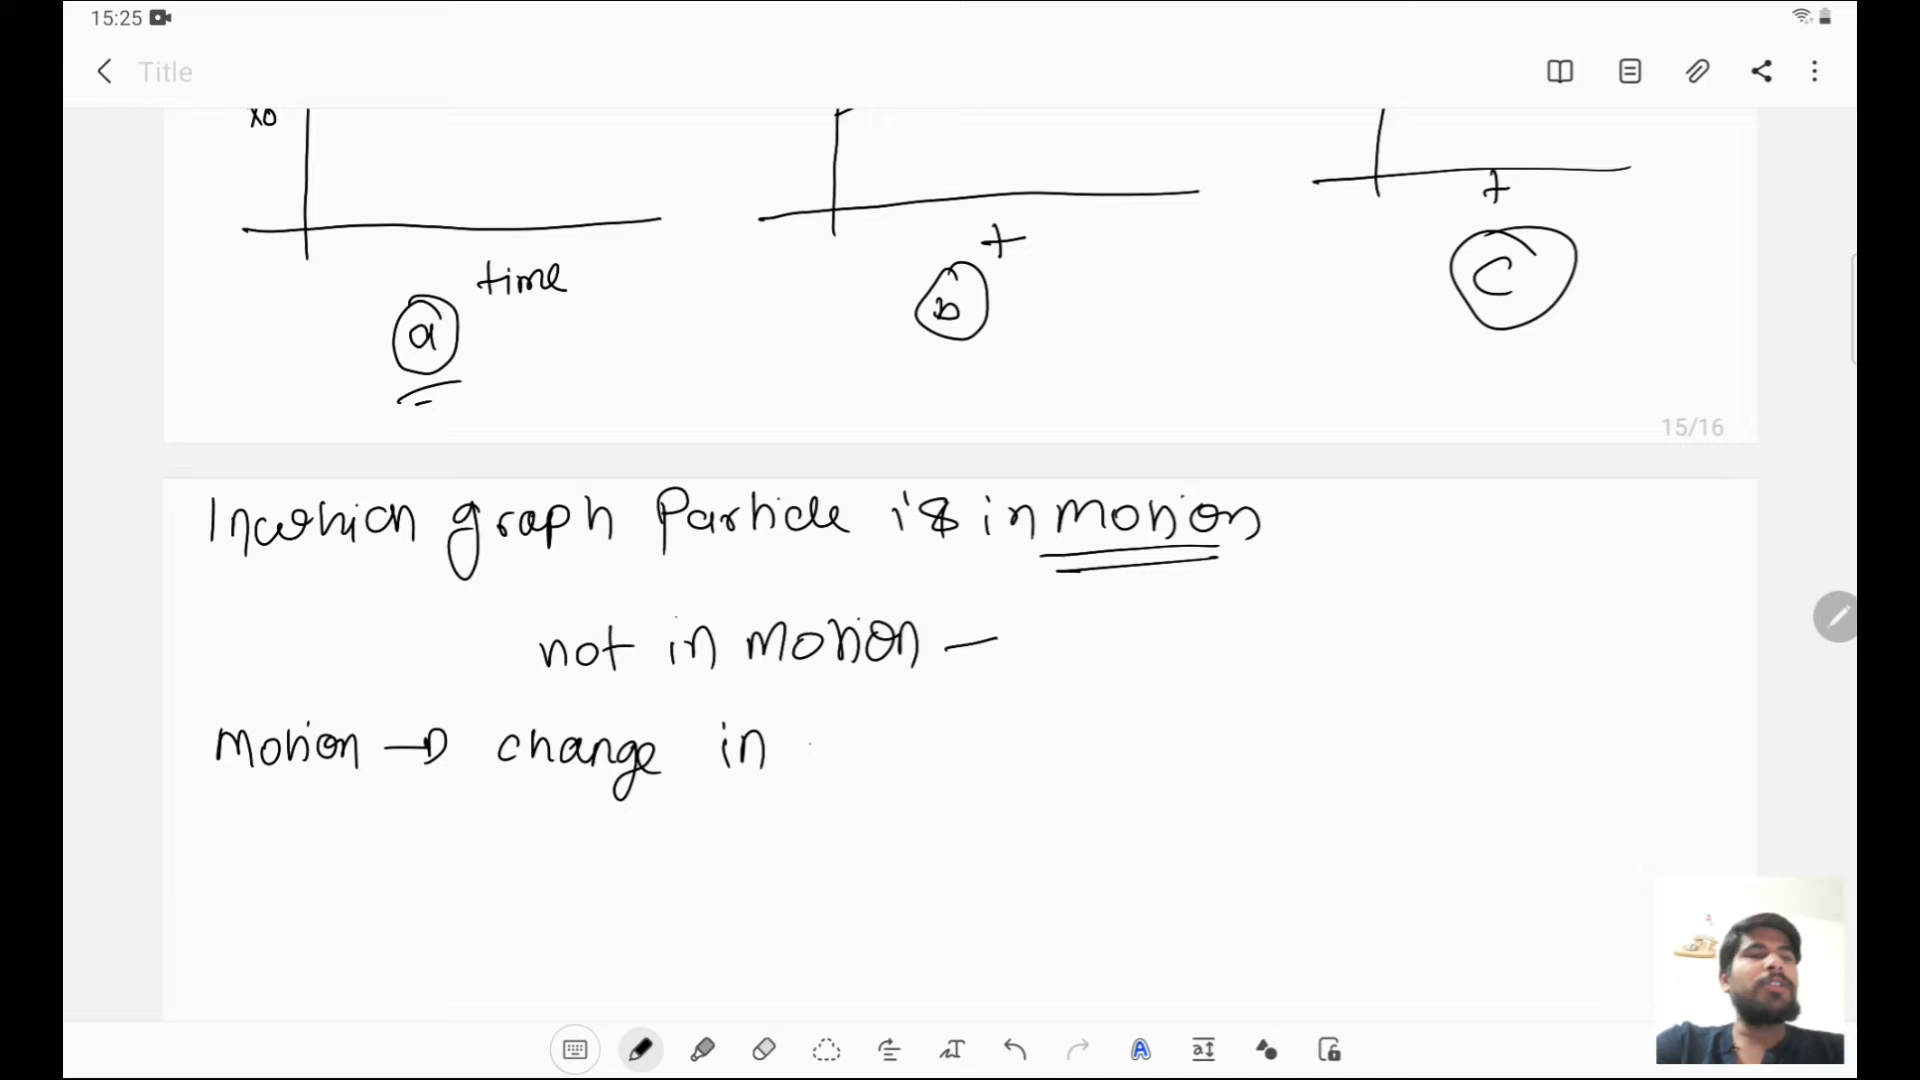 15:25
Title
x0
t
t
time
a
b
C
15/16
In which graph Particle is in motion
not in motion —
Motion → change in